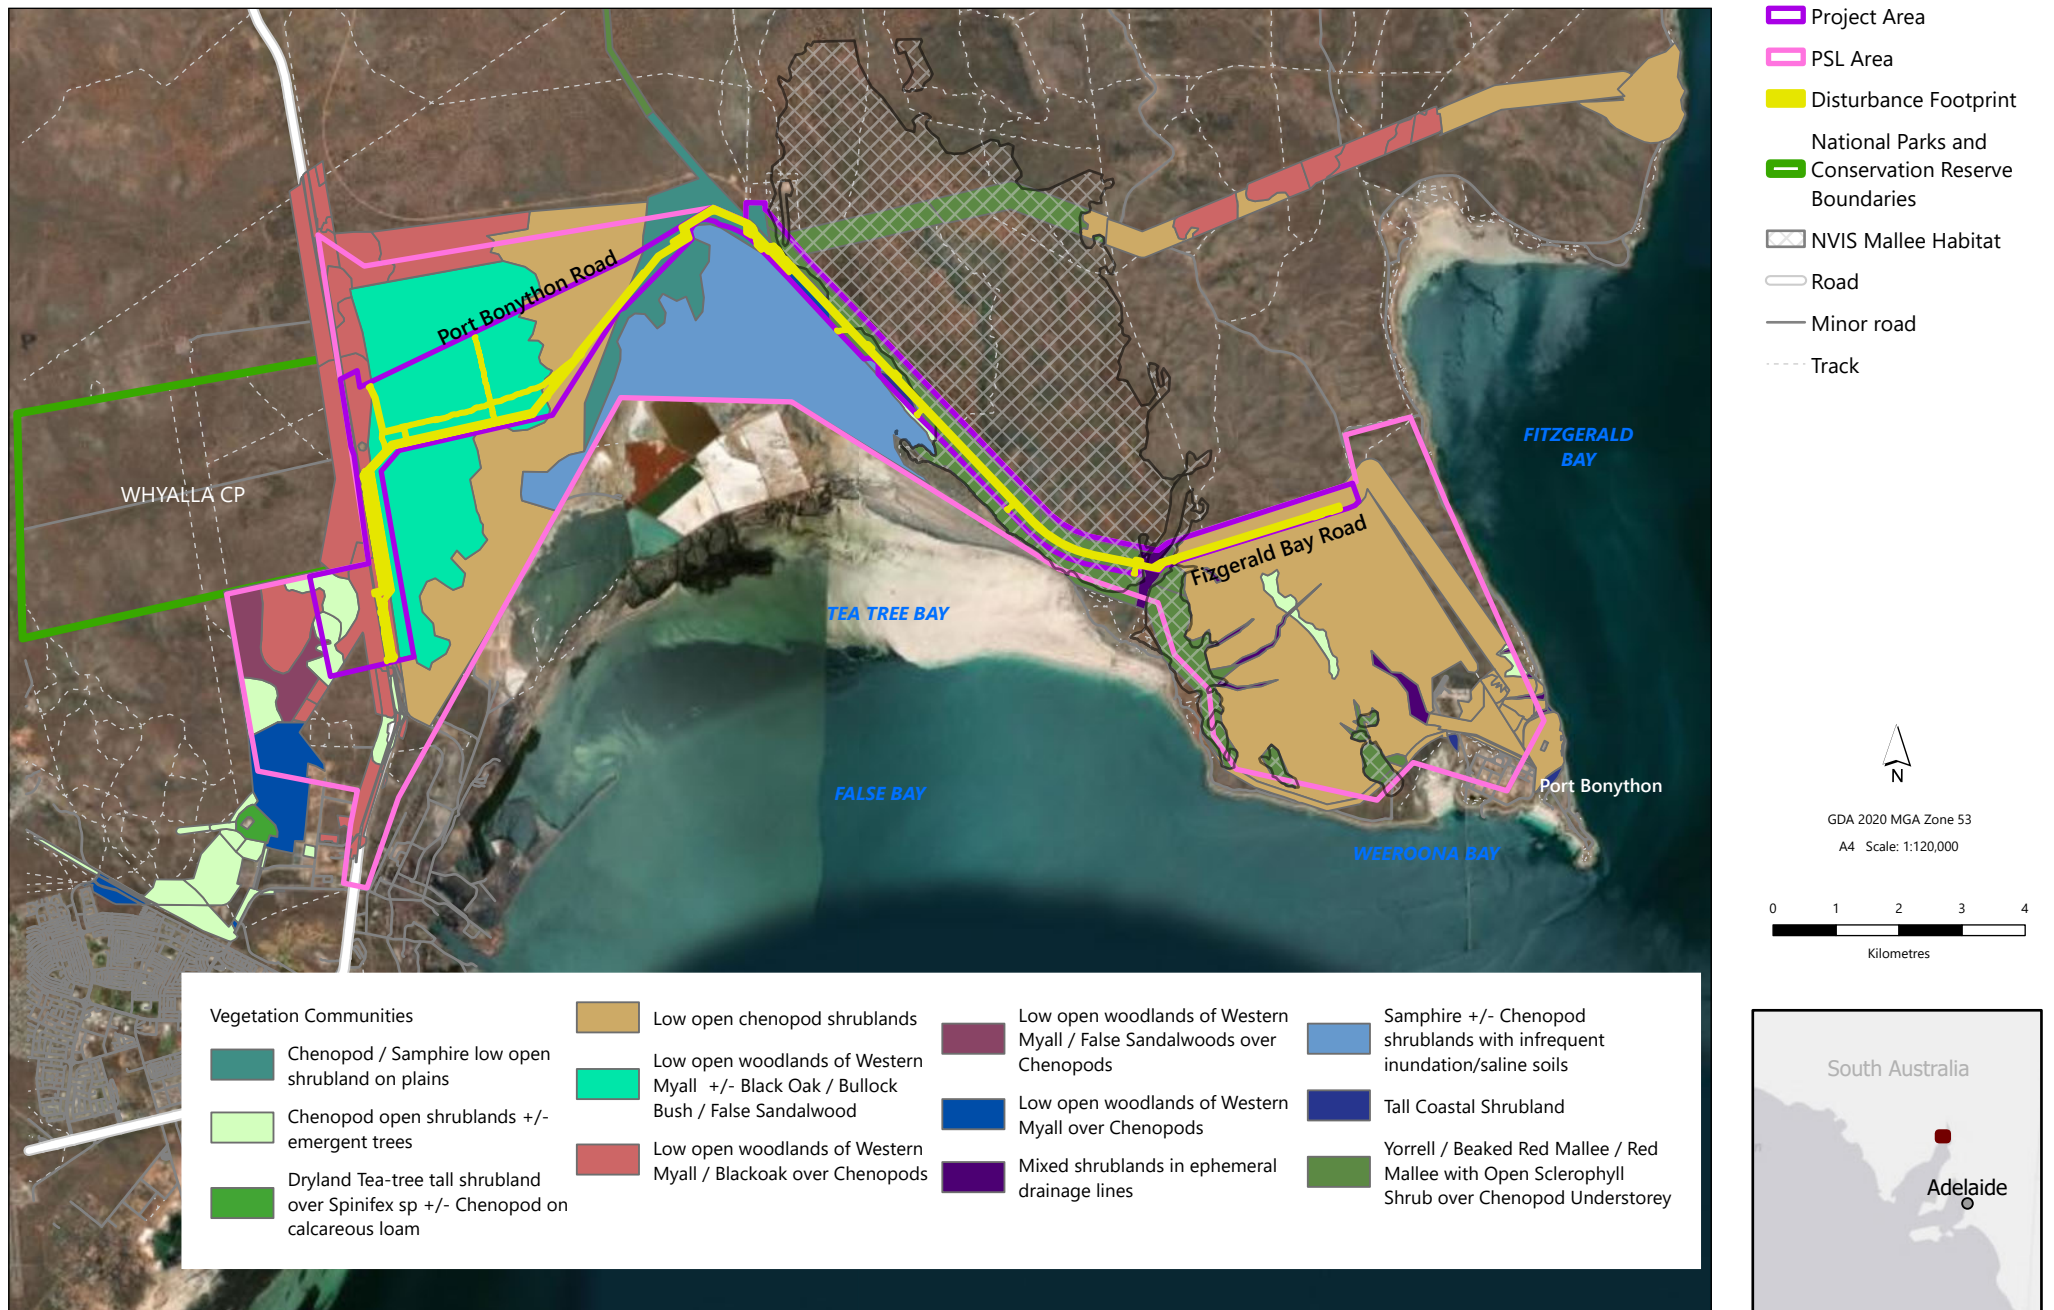 Project Area
PSL Area
Disturbance Footprint
National Parks and
Conservation Reserve
Boundaries
NVIS Mallee Habitat
Road
Minor road
Track
Port Bonython Road
WHYALLA CP
FITZGERALD
BAY
Fizgerald Bay Road
TEA TREE BAY
FALSE BAY
Port Bonython
WEEROONA BAY
N
GDA 2020 MGA Zone 53
A4 Scale: 1:120,000
0 1 2 3 4
Kilometres
Vegetation Communities
Chenopod / Samphire low open
shrubland on plains
Chenopod open shrublands +/-
emergent trees
Dryland Tea-tree tall shrubland
over Spinifex sp +/- Chenopod on
calcareous loam
Low open chenopod shrublands
Low open woodlands of Western
Myall +/- Black Oak / Bullock
Bush / False Sandalwood
Low open woodlands of Western
Myall / Blackoak over Chenopods
Low open woodlands of Western
Myall / False Sandalwoods over
Chenopods
Low open woodlands of Western
Myall over Chenopods
Mixed shrublands in ephemeral
drainage lines
Samphire +/- Chenopod
shrublands with infrequent
inundation/saline soils
Tall Coastal Shrubland
Yorrell / Beaked Red Mallee / Red
Mallee with Open Sclerophyll
Shrub over Chenopod Understorey
South Australia
Adelaide